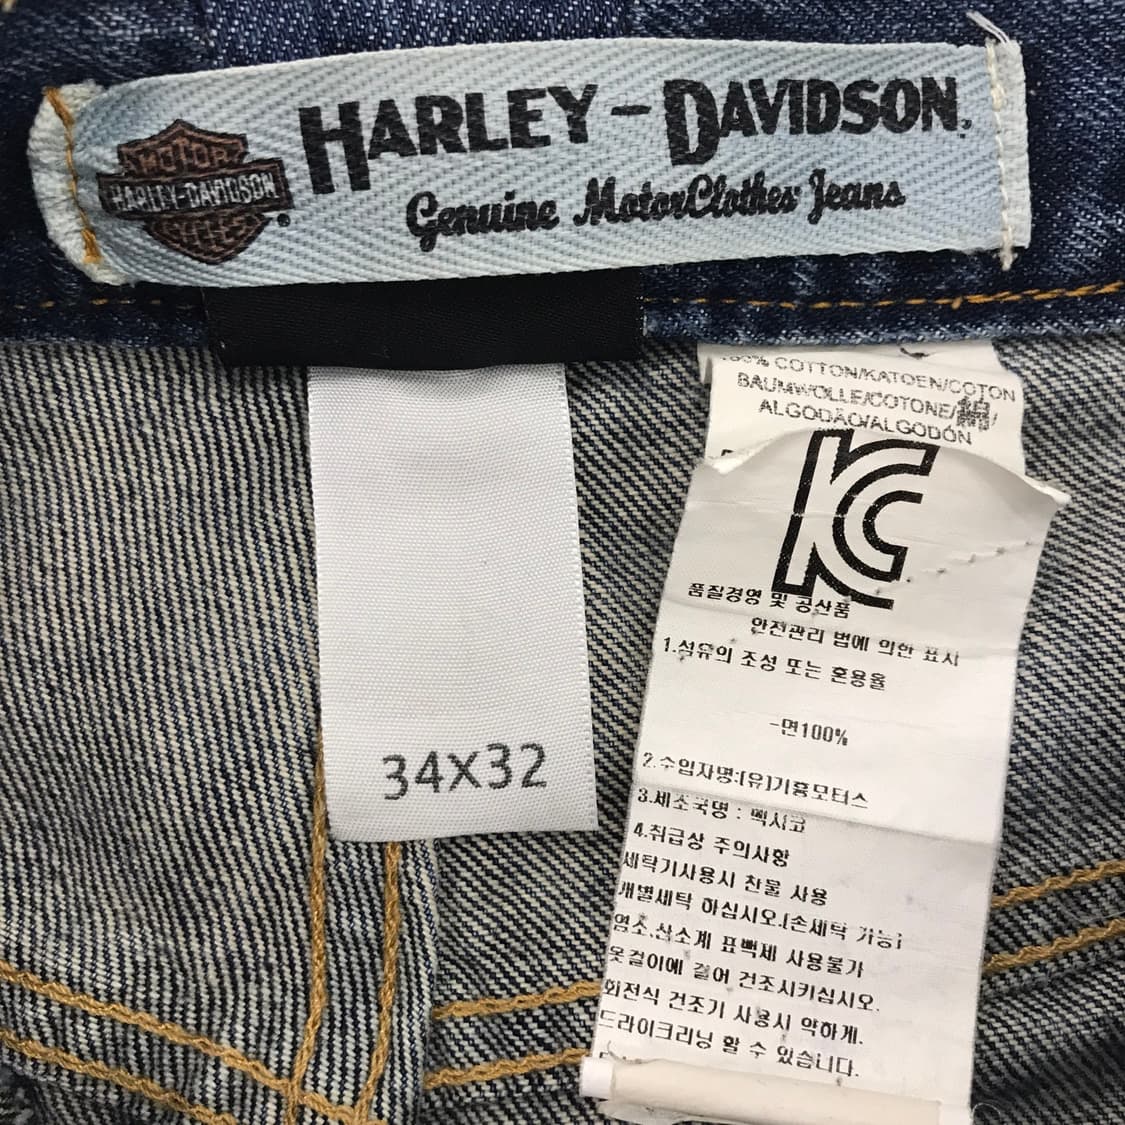 HARLEY-DAVIDSON
Genuine MotorClothes Jeans
MOTOR
HARLEY-DAVIDSON
CYCLES
34X32
100% COTTON/KATOEN/COTON
BAUMWOLLE/COTONE/綿/
ALGODÃO/ALGODÓN
KC
품질경영 및 공산품
안전관리 법에 의한 표시
1.섬유의 조성 또는 혼용율
-면100%
2.수입자명:(유)기흥모터스
3.제조국명 : 멕시코
4.취급상 주의사항
세탁기사용시 찬물 사용
개별세탁 하십시오.(손세탁 가능)
염소.산소계 표백제 사용불가
옷걸이에 걸어 건조시키십시오.
회전식 건조기 사용시 약하게.
드라이크리닝 할 수 있습니다.